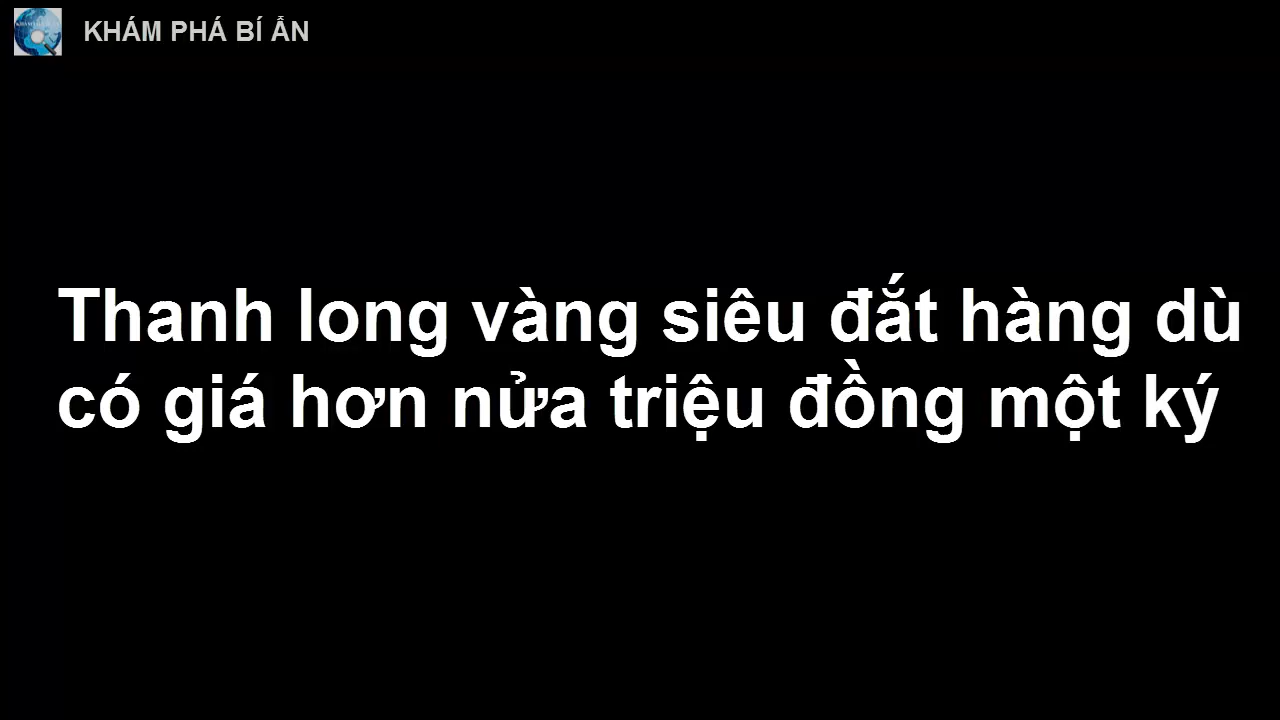 KHÁM PHÁ BÍ ẨN
Thanh long vàng siêu đắt hàng dù
có giá hơn nửa triệu đồng một ký